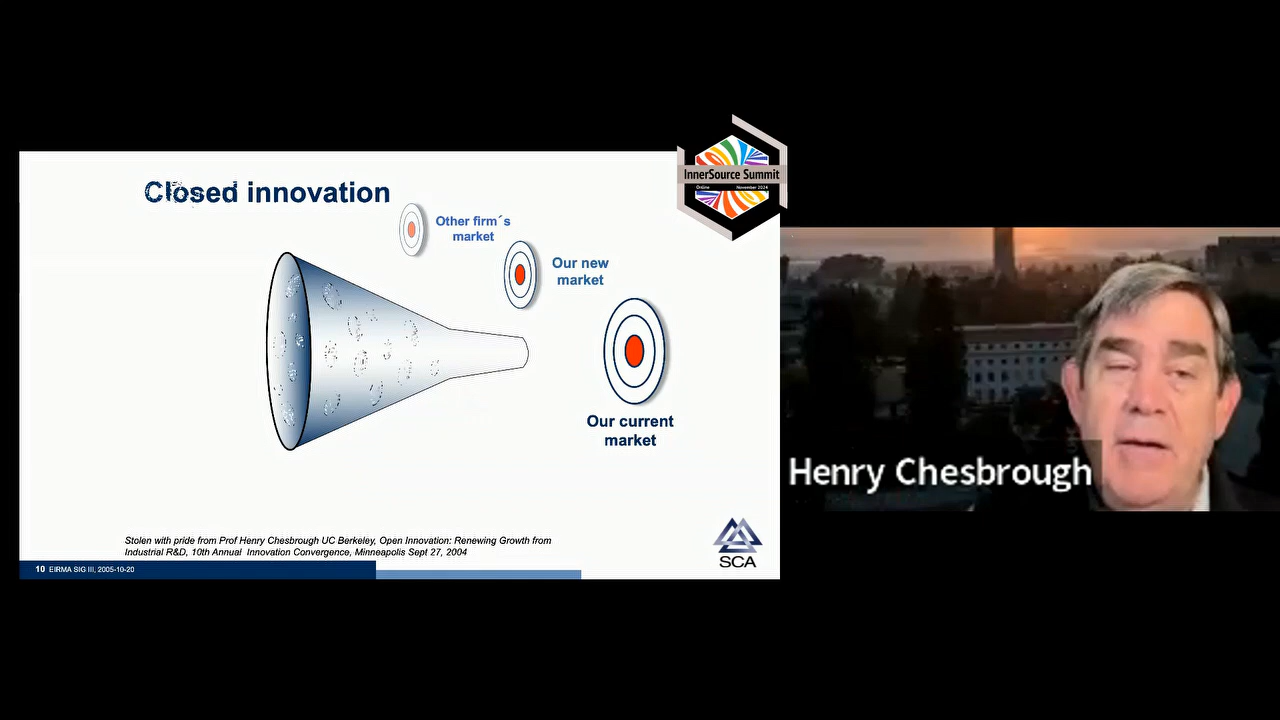 Closed innovation
Other firm´s
market
Our new
market
Our current
market
Stolen with pride from Prof Henry Chesbrough UC Berkeley, Open Innovation: Renewing Growth from
Industrial R&D, 10th Annual Innovation Convergence, Minneapolis Sept 27, 2004
10 EIRMA SIG III, 2005-10-20
SCA
InnerSource Summit
Online November 2024
Henry Chesbrough